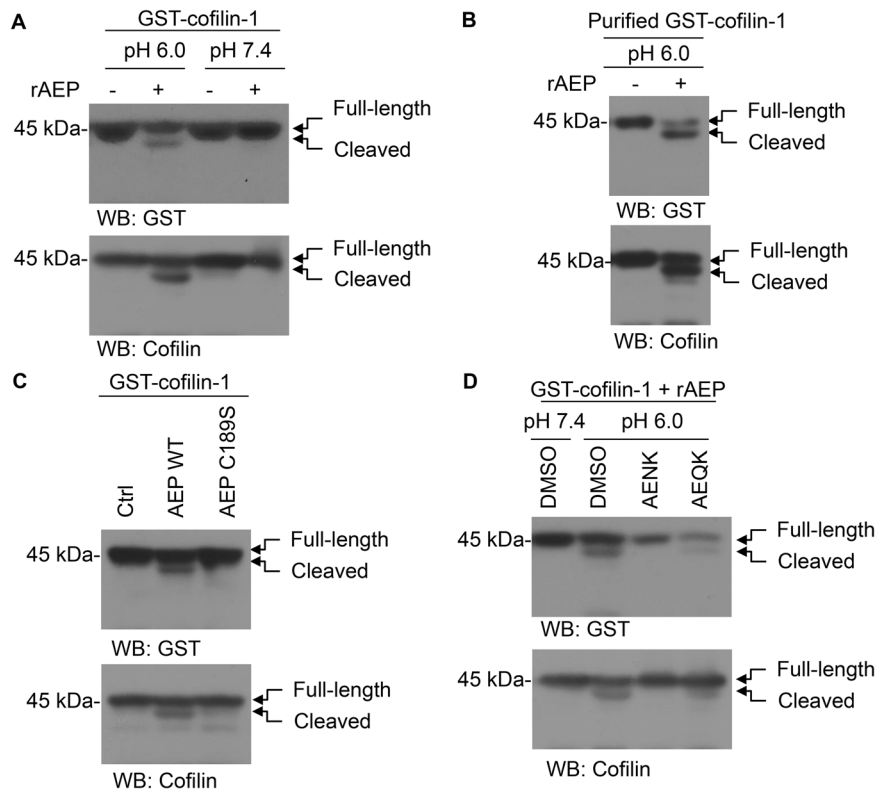 A
GST-cofilin-1
pH 6.0 pH 7.4
rAEP - + - +
45 kDa- Full-length
Cleaved
WB: GST
45 kDa- Full-length
Cleaved
WB: Cofilin
B
Purified GST-cofilin-1
pH 6.0
rAEP - +
45 kDa- Full-length
Cleaved
WB: GST
45 kDa- Full-length
Cleaved
WB: Cofilin
C
GST-cofilin-1
Ctrl AEP WT AEP C189S
45 kDa- Full-length
Cleaved
WB: GST
45 kDa- Full-length
Cleaved
WB: Cofilin
D
GST-cofilin-1 + rAEP
pH 7.4 pH 6.0
DMSO DMSO AENK AEQK
45 kDa- Full-length
Cleaved
WB: GST
45 kDa- Full-length
Cleaved
WB: Cofilin